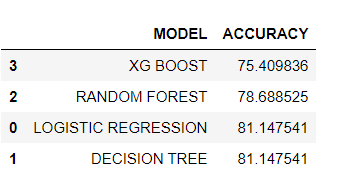 MODEL ACCURACY
3 XG BOOST 75.409836
2 RANDOM FOREST 78.688525
0 LOGISTIC REGRESSION 81.147541
1 DECISION TREE 81.147541